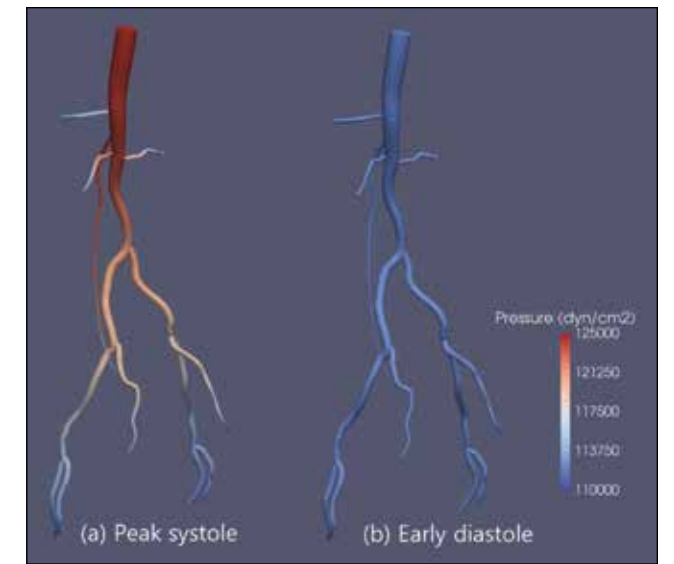 Pressure (dyn/cm2)
125000
121250
117500
113750
110000
(a) Peak systole
(b) Early diastole